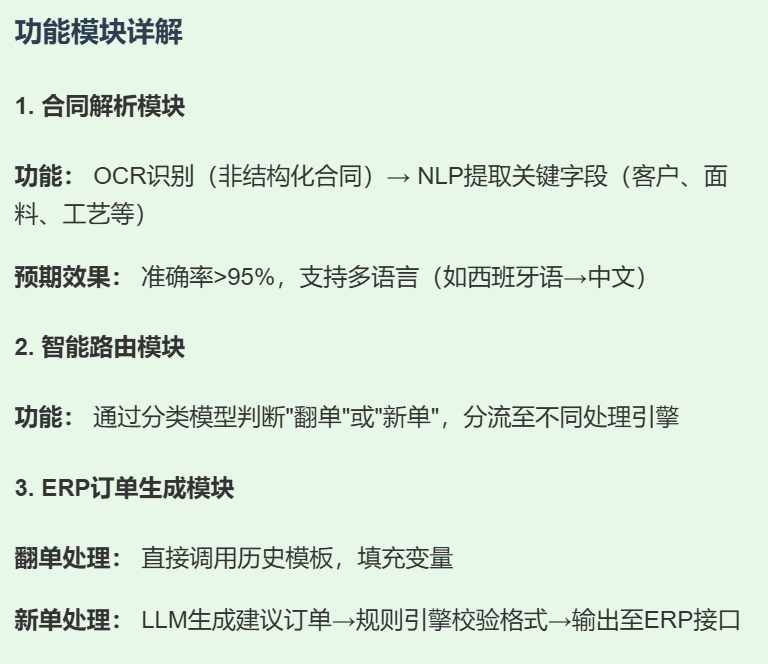 功能模块详解
1. 合同解析模块
功能： OCR识别（非结构化合同）→ NLP提取关键字段（客户、面
料、工艺等）
预期效果： 准确率>95%，支持多语言（如西班牙语→中文）
2. 智能路由模块
功能： 通过分类模型判断"翻单"或"新单"，分流至不同处理引擎
3. ERP订单生成模块
翻单处理： 直接调用历史模板，填充变量
新单处理： LLM生成建议订单→规则引擎校验格式→输出至ERP接口